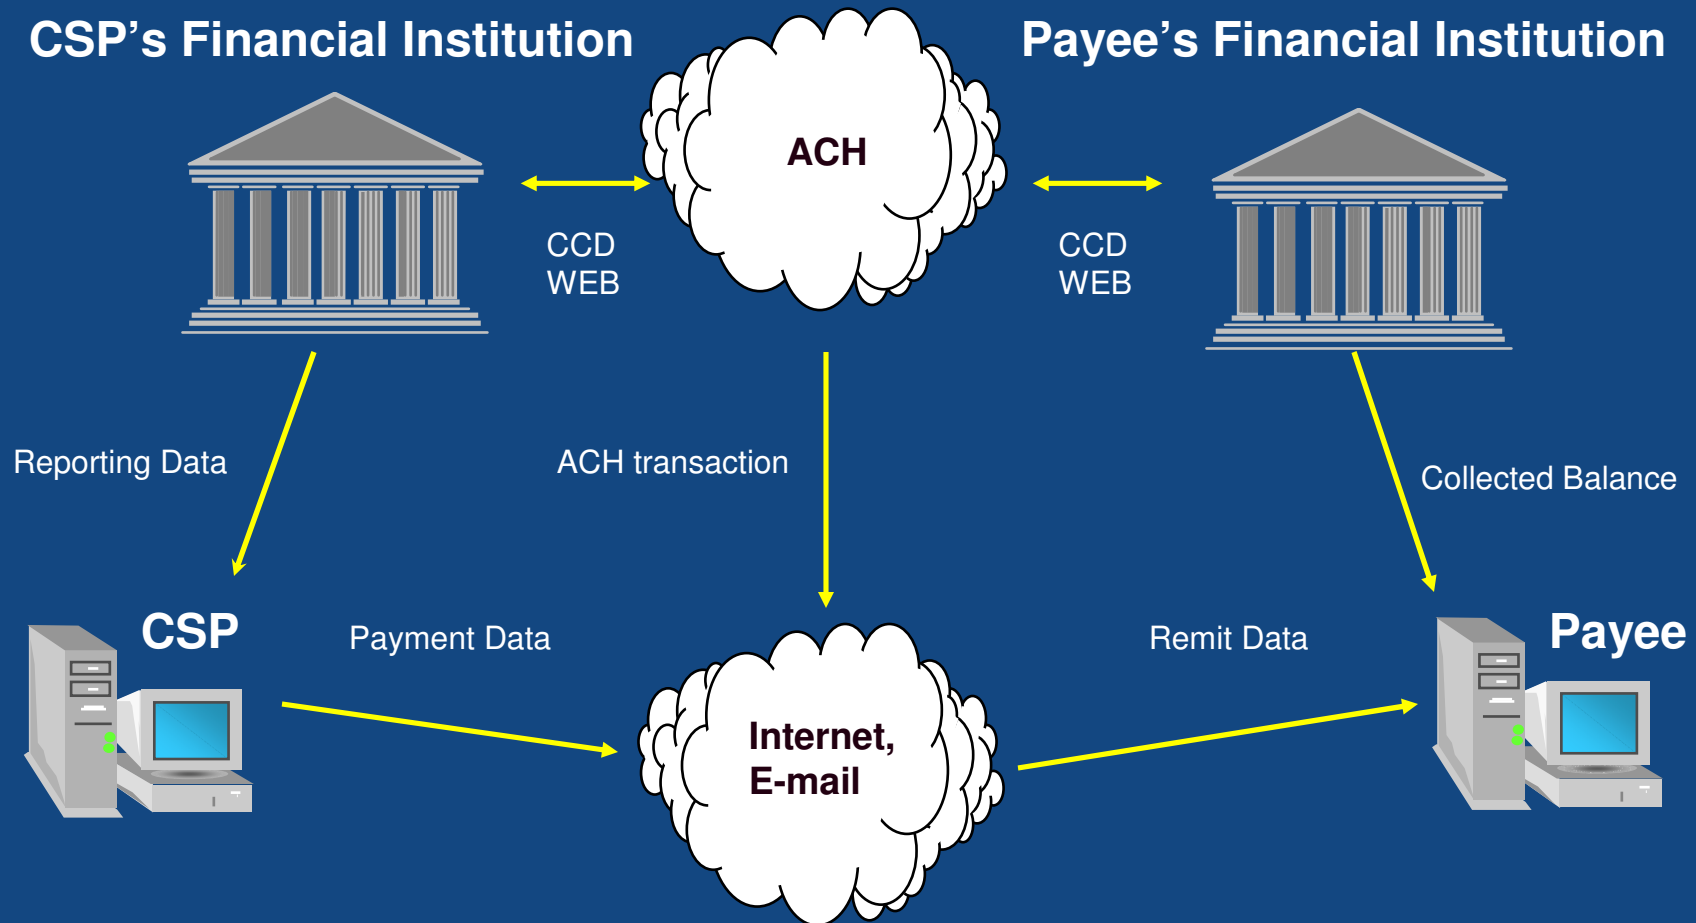 CSP’s Financial Institution
Payee’s Financial Institution
ACH
CCD
WEB
CCD
WEB
Reporting Data
ACH transaction
Collected Balance
CSP
Payment Data
Remit Data
Payee
Internet,
E-mail